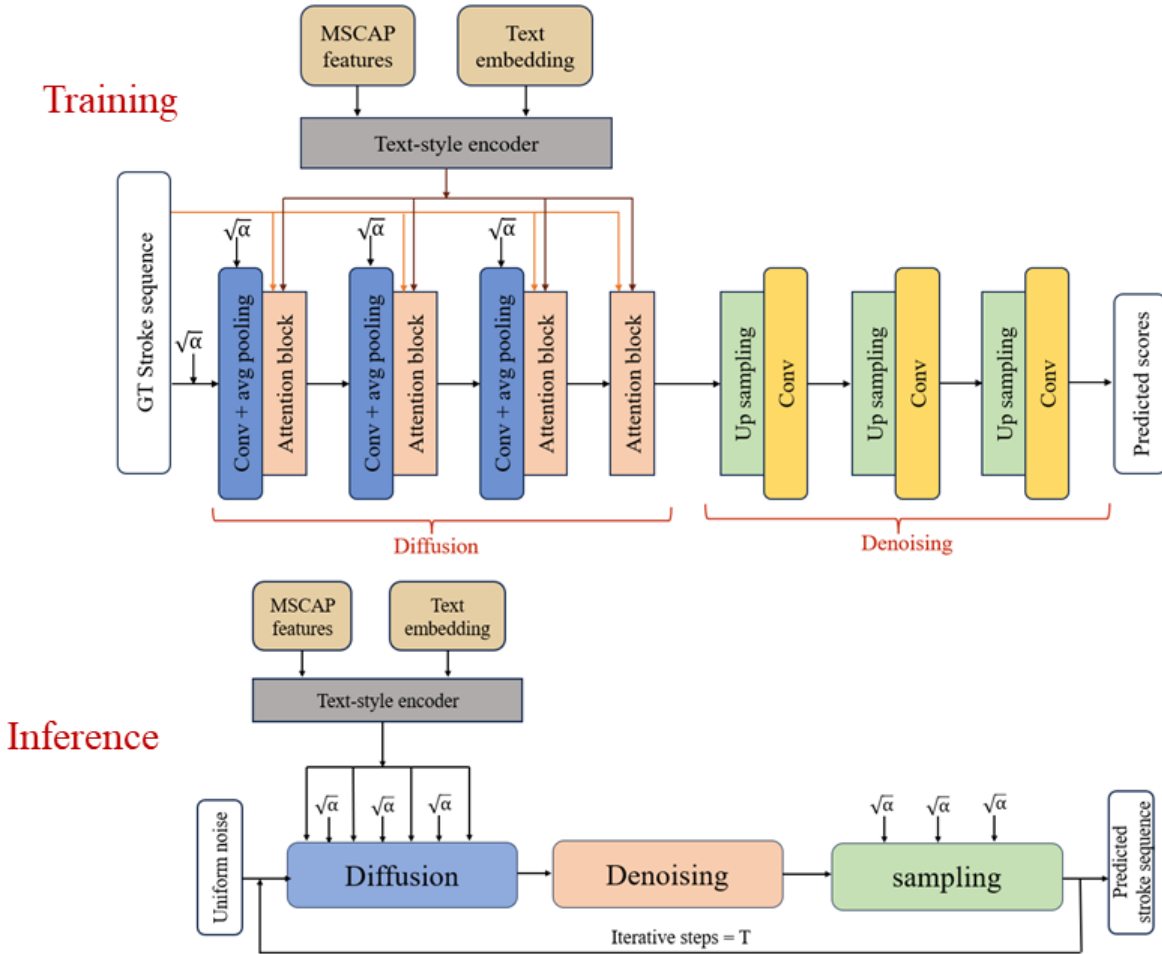 MSCAP
features
Text
embedding
Training
Text-style encoder
GT Stroke sequence
√α
√α
√α
√α
Conv + avg pooling
Attention block
Conv + avg pooling
Attention block
Conv + avg pooling
Attention block
Attention block
Up sampling
Conv
Up sampling
Conv
Up sampling
Conv
Predicted scores
Diffusion
Denoising
MSCAP
features
Text
embedding
Text-style encoder
Inference
√α
√α
√α
√α
√α
√α
Uniform noise
Diffusion
Denoising
sampling
Predicted
stroke sequence
Iterative steps = T